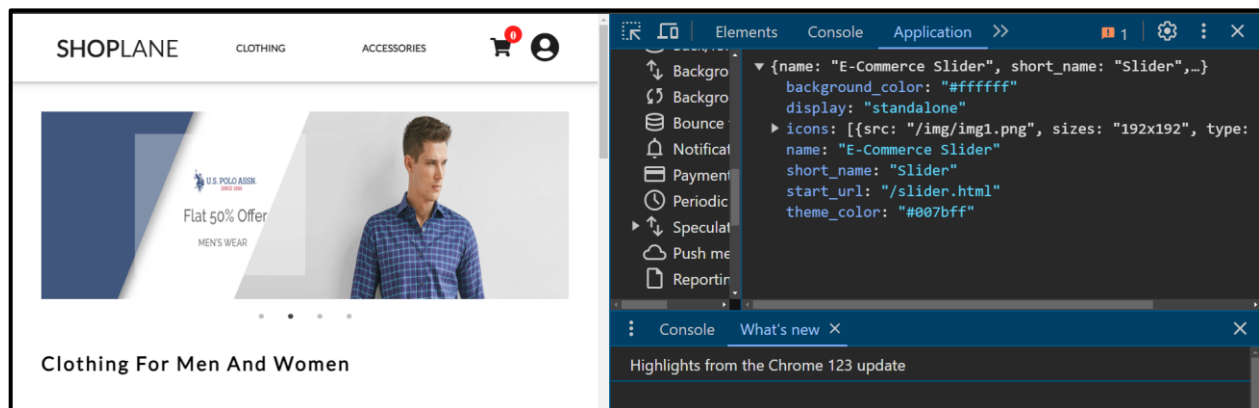 SHOPLANE
CLOTHING
ACCESSORIES
0
U.S. POLO ASSN.
SINCE 1890
Flat 50% Offer
MEN'S WEAR
Clothing For Men And Women
Elements Console Application 1
Backgro
Backgro
Bounce
Notificat
Payment
Periodic
Speculat
Push me
Reportin
{name: "E-Commerce Slider", short_name: "Slider",…}
background_color: "#ffffff"
display: "standalone"
icons: [{src: "/img/img1.png", sizes: "192x192", type:
name: "E-Commerce Slider"
short_name: "Slider"
start_url: "/slider.html"
theme_color: "#007bff"
Console What's new
Highlights from the Chrome 123 update